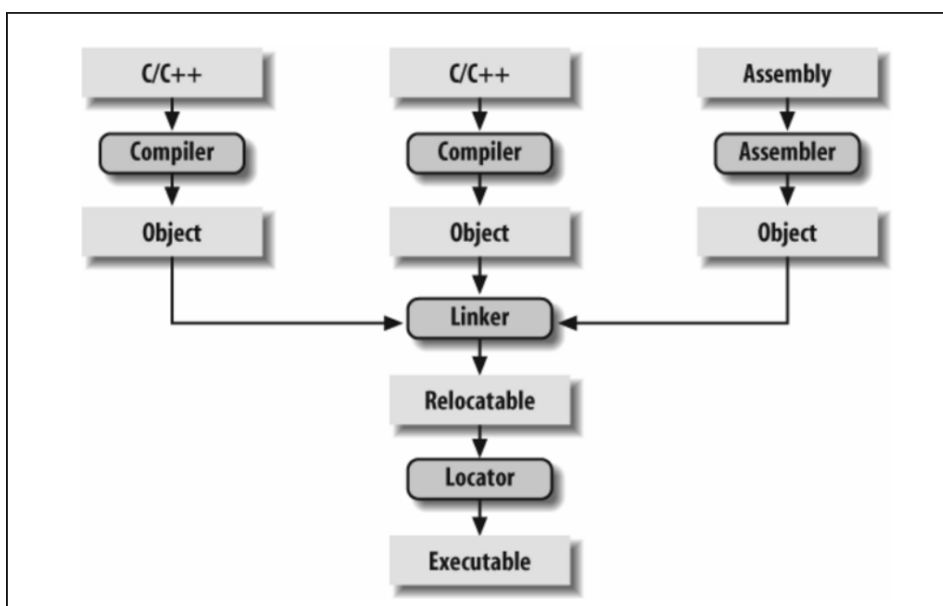 C/C++
C/C++
Assembly
Compiler
Compiler
Assembler
Object
Object
Object
Linker
Relocatable
Locator
Executable